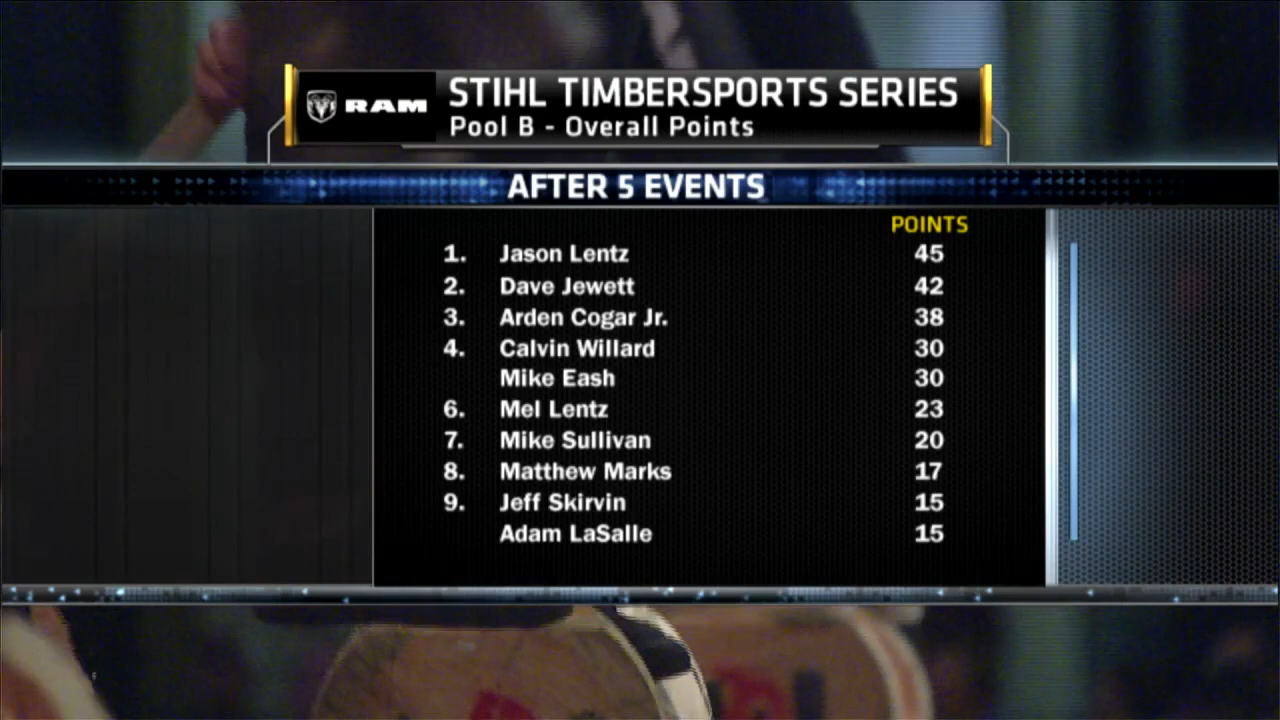 RAM
STIHL TIMBERSPORTS SERIES
Pool B - Overall Points
AFTER 5 EVENTS
POINTS
1. Jason Lentz 45
2. Dave Jewett 42
3. Arden Cogar Jr. 38
4. Calvin Willard 30
Mike Eash 30
6. Mel Lentz 23
7. Mike Sullivan 20
8. Matthew Marks 17
9. Jeff Skirvin 15
Adam LaSalle 15